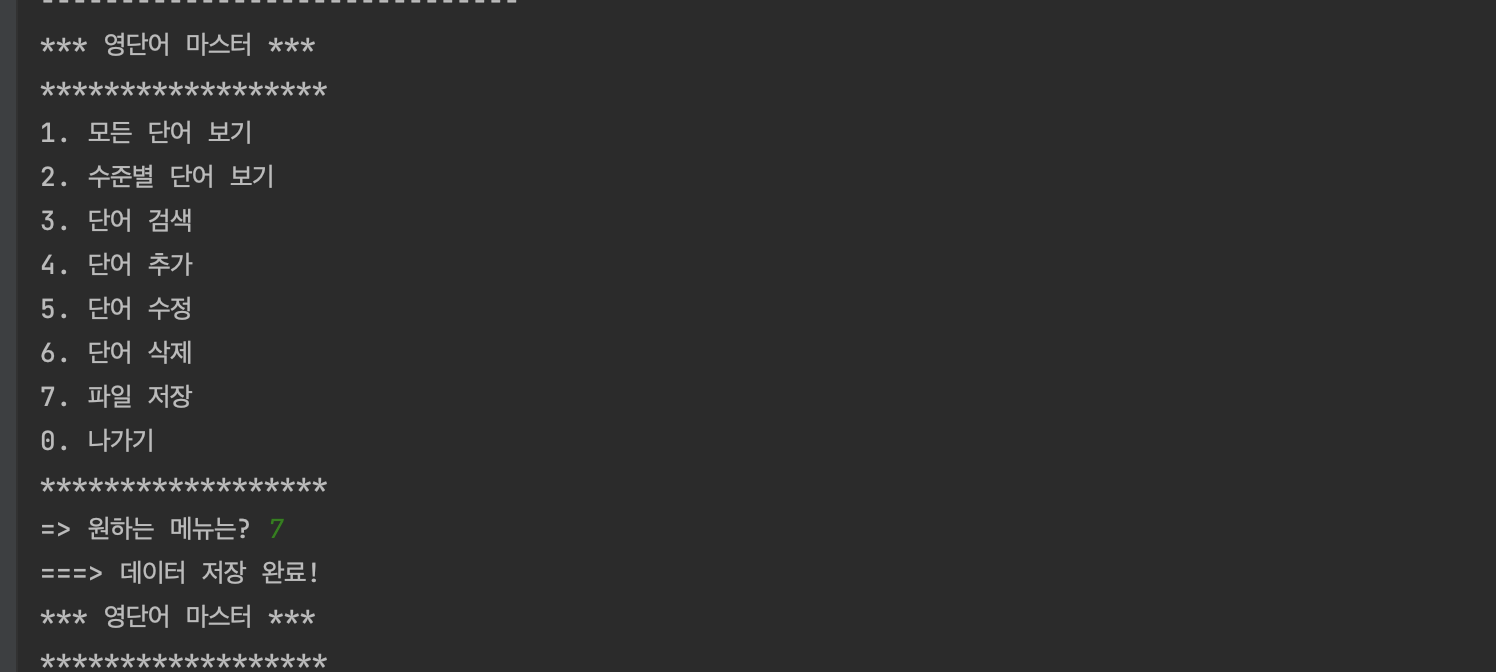 ------------------------------
*** 영단어 마스터 ***
******************
1. 모든 단어 보기
2. 수준별 단어 보기
3. 단어 검색
4. 단어 추가
5. 단어 수정
6. 단어 삭제
7. 파일 저장
0. 나가기
******************
=> 원하는 메뉴는? 7
===> 데이터 저장 완료!
*** 영단어 마스터 ***
******************